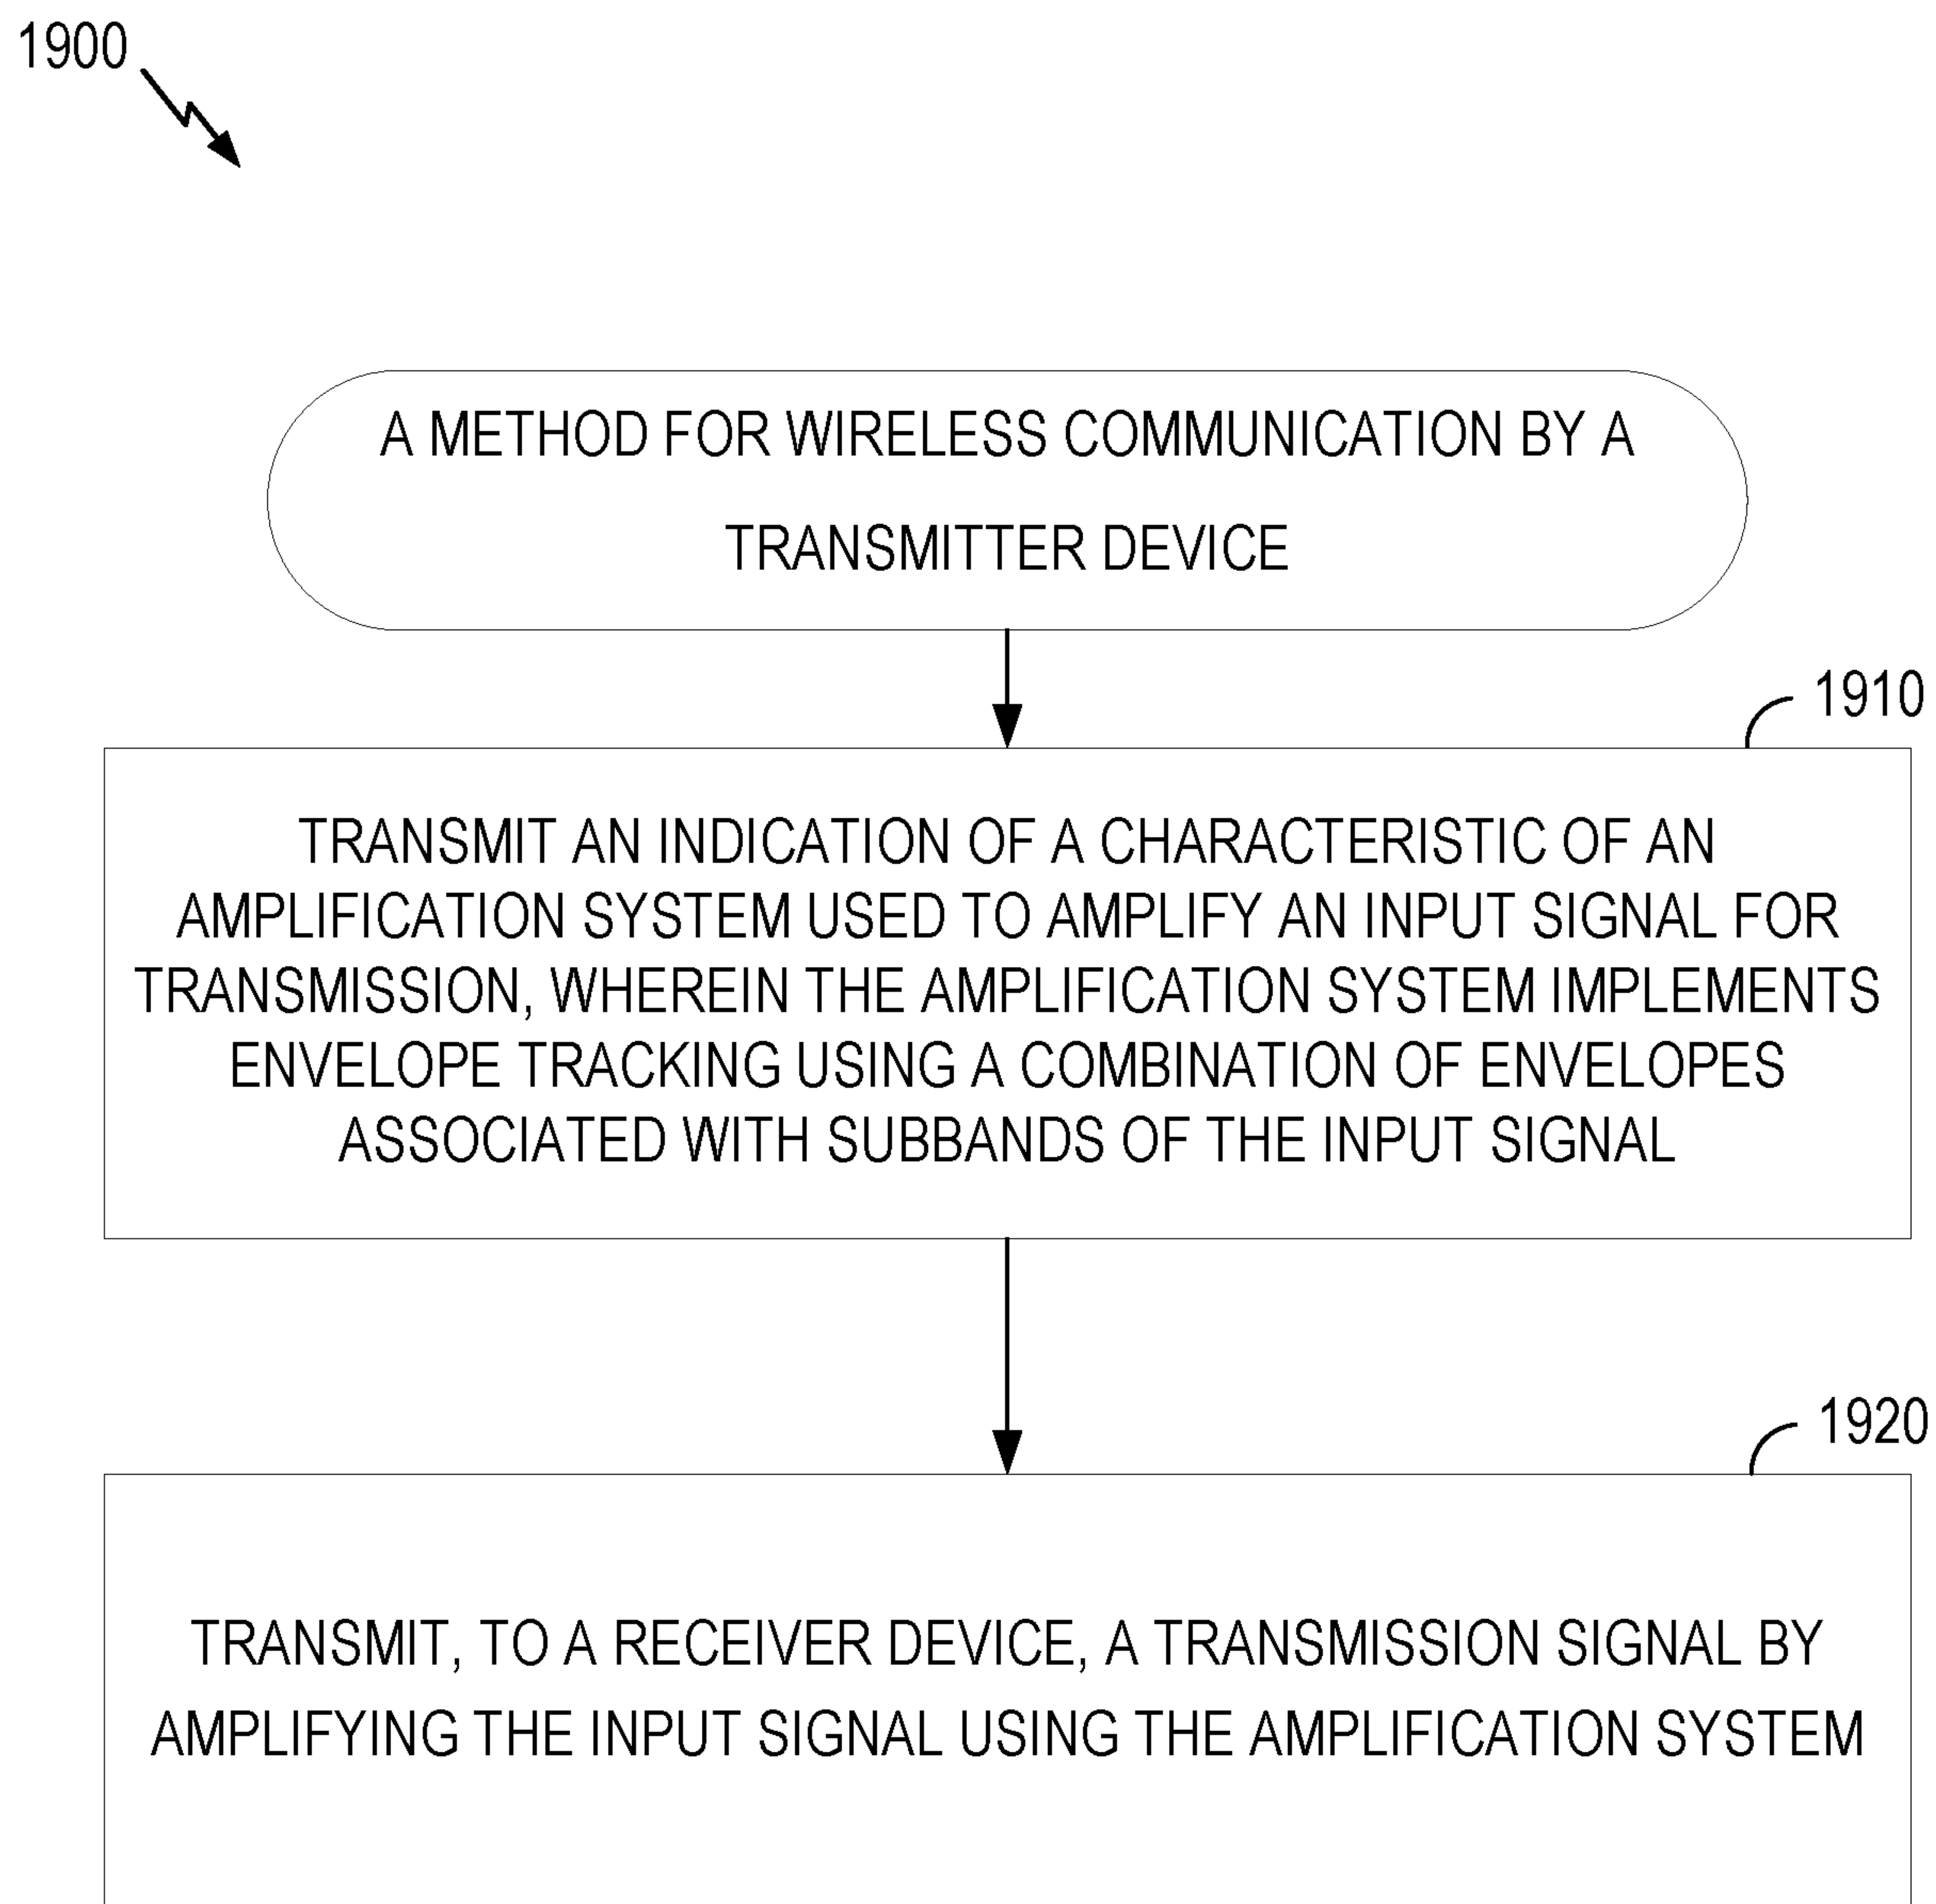 1900
A METHOD FOR WIRELESS COMMUNICATION BY A
TRANSMITTER DEVICE
1910
TRANSMIT AN INDICATION OF A CHARACTERISTIC OF AN
AMPLIFICATION SYSTEM USED TO AMPLIFY AN INPUT SIGNAL FOR
TRANSMISSION, WHEREIN THE AMPLIFICATION SYSTEM IMPLEMENTS
ENVELOPE TRACKING USING A COMBINATION OF ENVELOPES
ASSOCIATED WITH SUBBANDS OF THE INPUT SIGNAL
1920
TRANSMIT, TO A RECEIVER DEVICE, A TRANSMISSION SIGNAL BY
AMPLIFYING THE INPUT SIGNAL USING THE AMPLIFICATION SYSTEM